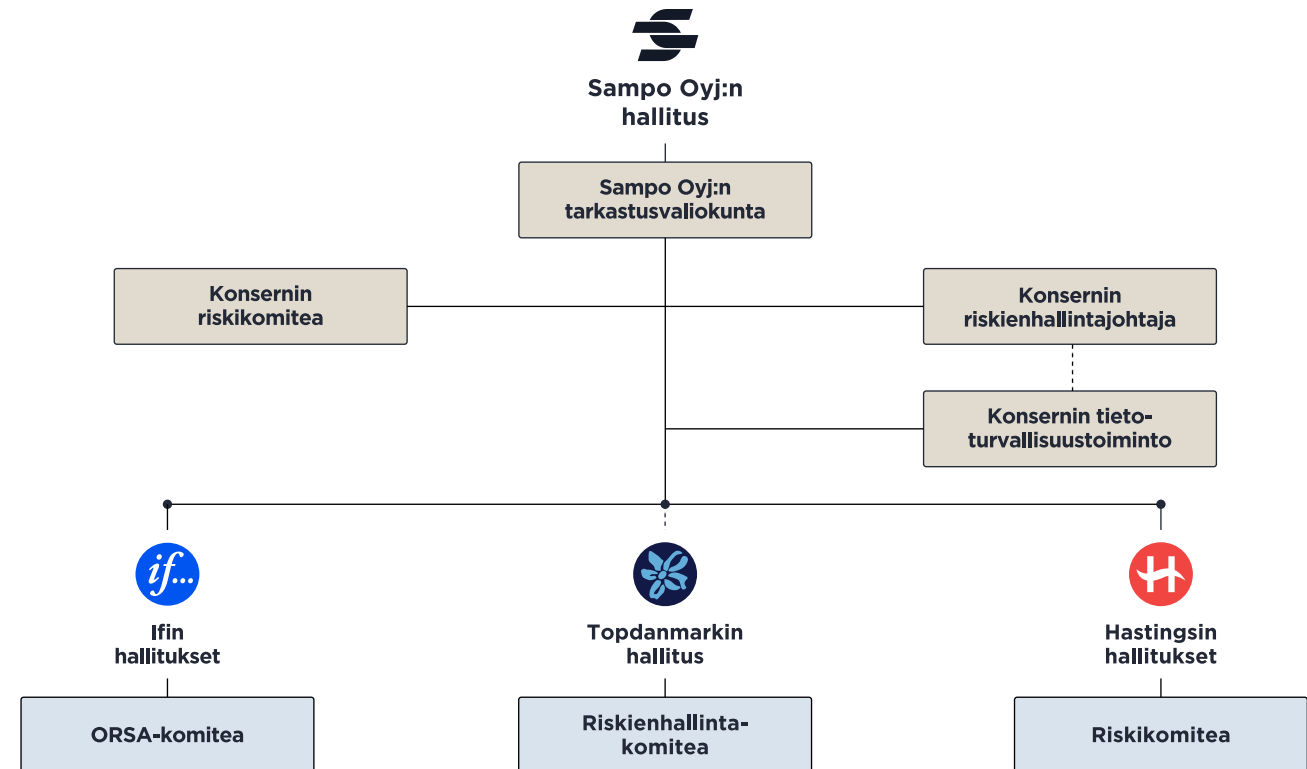 Sampo Oyj:n
hallitus
Sampo Oyj:n
tarkastusvaliokunta
Konsernin
riskikomitea
Konsernin
riskienhallintajohtaja
Konsernin tieto-
turvallisuustoiminto
if...
Ifin
hallitukset
Topdanmarkin
hallitus
H
Hastingsin
hallitukset
ORSA-komitea
Riskienhallinta-
komitea
Riskikomitea